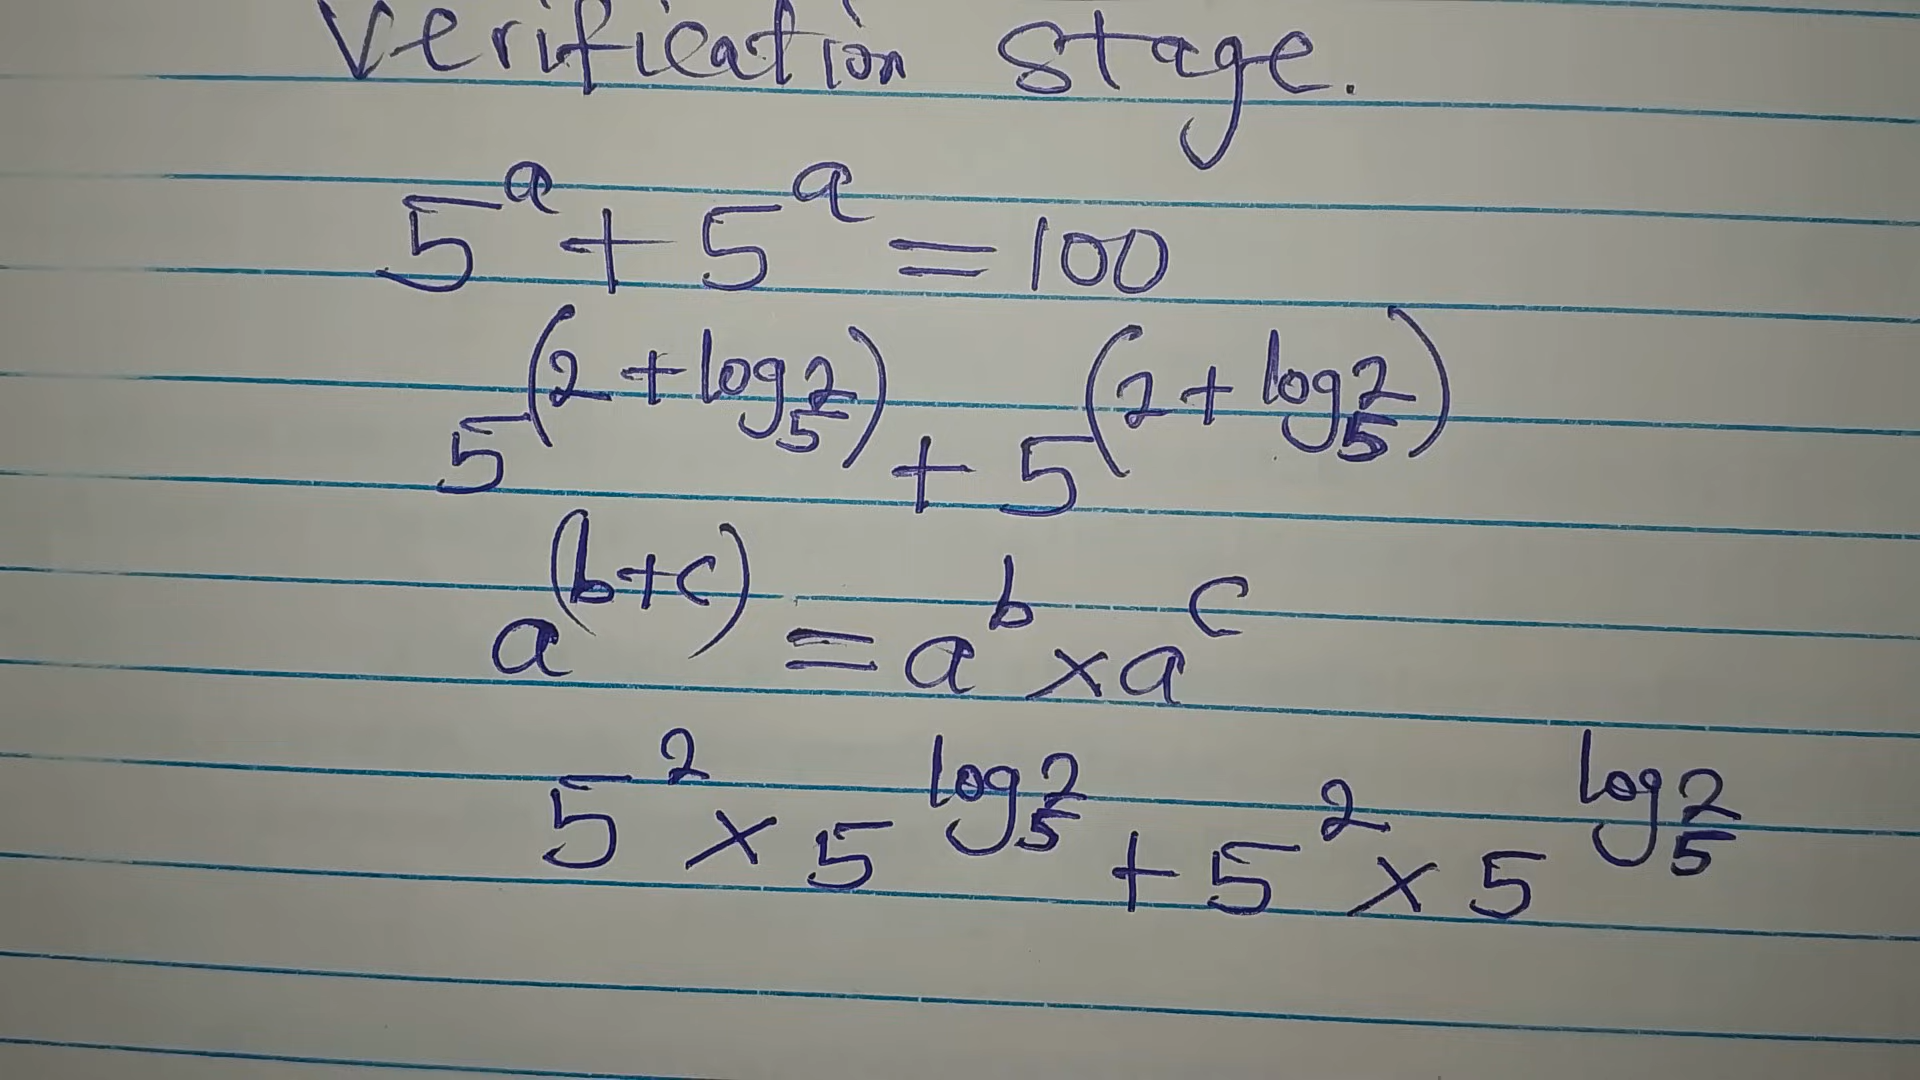 Verification stage.
5^a + 5^a = 100
5^(2 + log_5 2) + 5^(2 + log_5 2)
a^(b+c) = a^b × a^c
5^2 × 5^(log_5 2) + 5^2 × 5^(log_5 2)